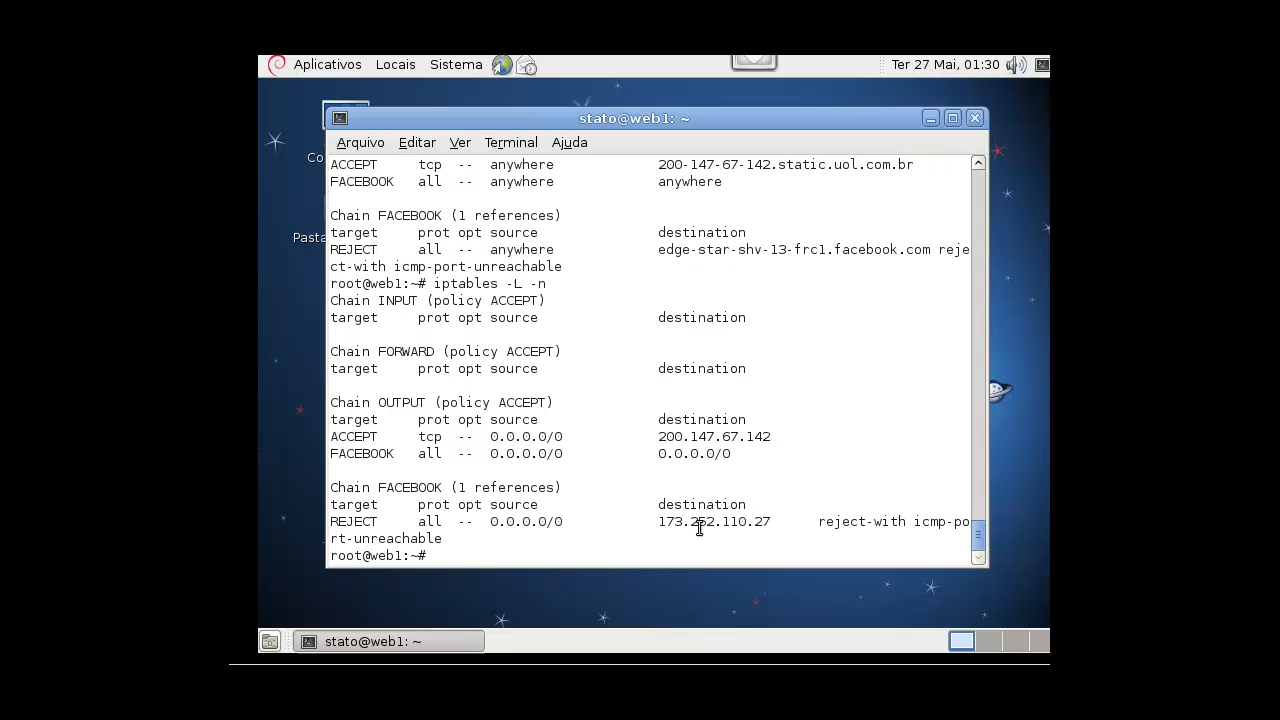 Aplicativos Locais Sistema Ter 27 Mai, 01:30
stato@web1: ~
Arquivo Editar Ver Terminal Ajuda
ACCEPT tcp -- anywhere 200-147-67-142.static.uol.com.br
FACEBOOK all -- anywhere anywhere
Chain FACEBOOK (1 references)
target prot opt source destination
REJECT all -- anywhere edge-star-shv-13-frc1.facebook.com reje
ct-with icmp-port-unreachable
root@web1:~# iptables -L -n
Chain INPUT (policy ACCEPT)
target prot opt source destination
Chain FORWARD (policy ACCEPT)
target prot opt source destination
Chain OUTPUT (policy ACCEPT)
target prot opt source destination
ACCEPT tcp -- 0.0.0.0/0 200.147.67.142
FACEBOOK all -- 0.0.0.0/0 0.0.0.0/0
Chain FACEBOOK (1 references)
target prot opt source destination
REJECT all -- 0.0.0.0/0 173.252.110.27 reject-with icmp-po
rt-unreachable
root@web1:~#
Co
Pasta
stato@web1: ~